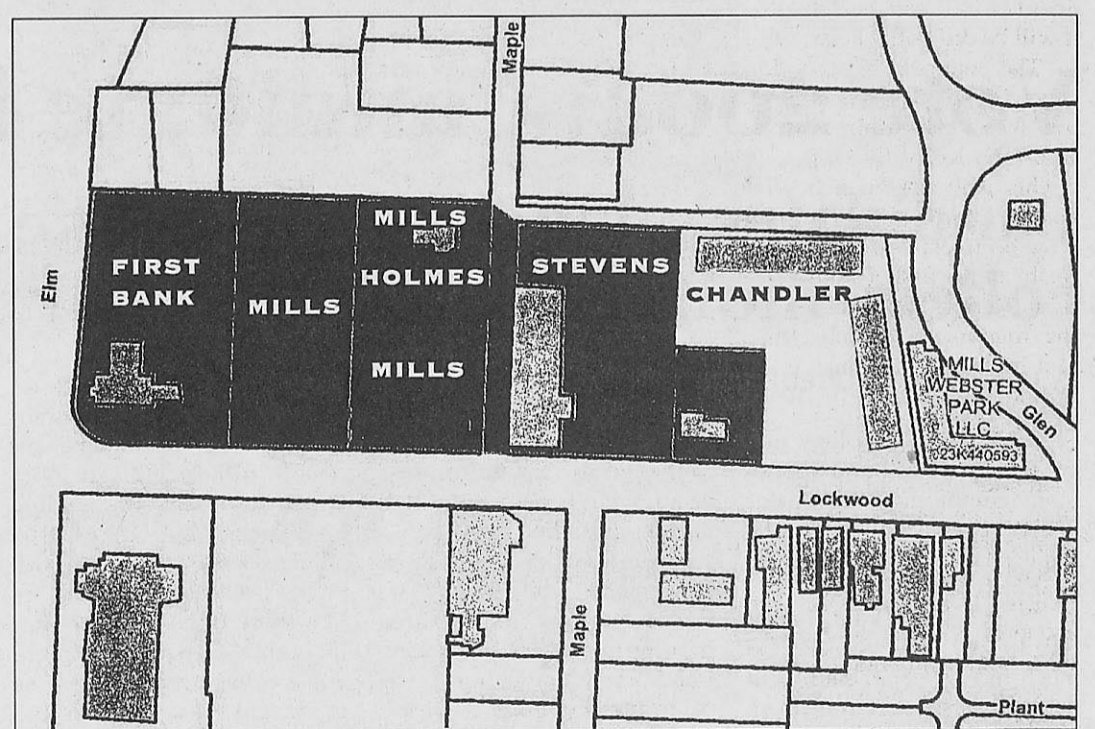 Maple
Elm
FIRST
BANK
MILLS
MILLS
HOLMES
MILLS
STEVENS
CHANDLER
MILLS
WEBSTER
PARK
LLC
023K440593
Glen
Lockwood
Maple
Plant